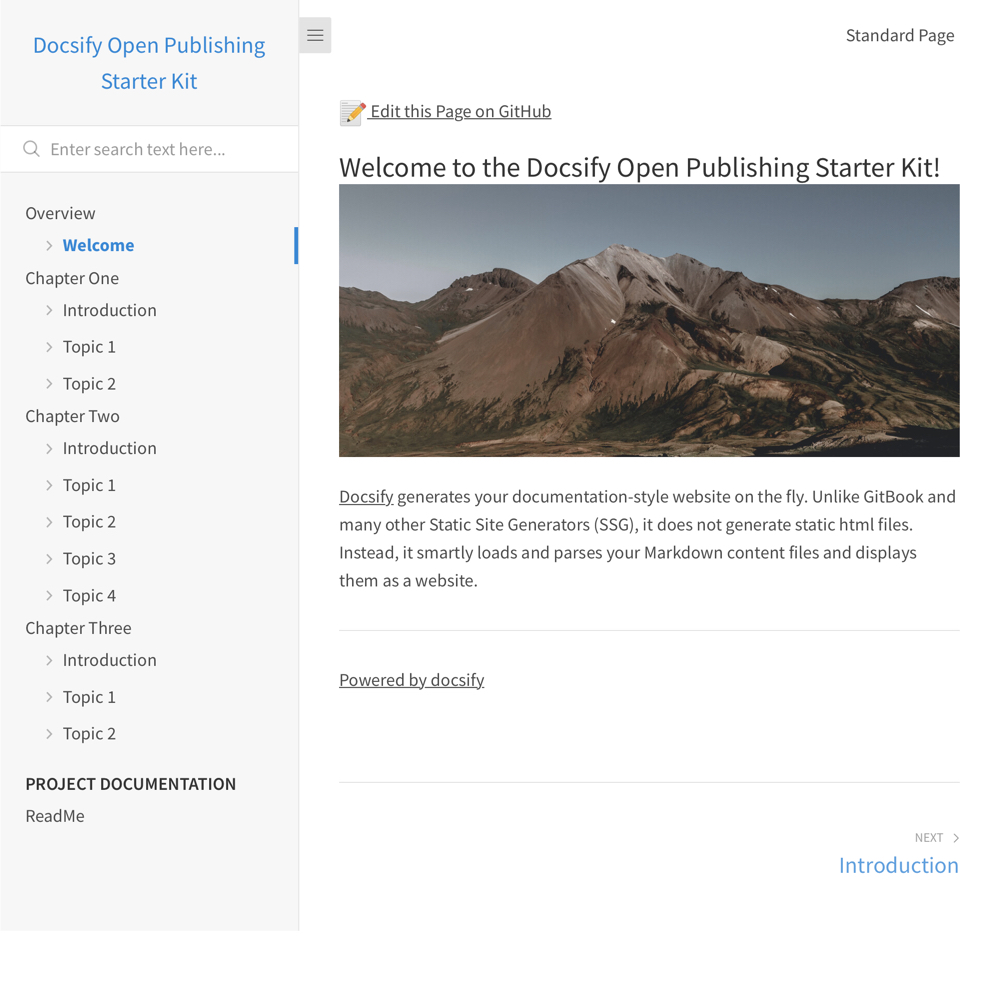 Docsify Open Publishing
Starter Kit
Enter search text here...
Overview
Welcome
Chapter One
Introduction
Topic 1
Topic 2
Chapter Two
Introduction
Topic 1
Topic 2
Topic 3
Topic 4
Chapter Three
Introduction
Topic 1
Topic 2
PROJECT DOCUMENTATION
ReadMe
Standard Page
Edit this Page on GitHub
Welcome to the Docsify Open Publishing Starter Kit!
Docsify generates your documentation-style website on the fly. Unlike GitBook and
many other Static Site Generators (SSG), it does not generate static html files.
Instead, it smartly loads and parses your Markdown content files and displays
them as a website.
Powered by docsify
NEXT
Introduction